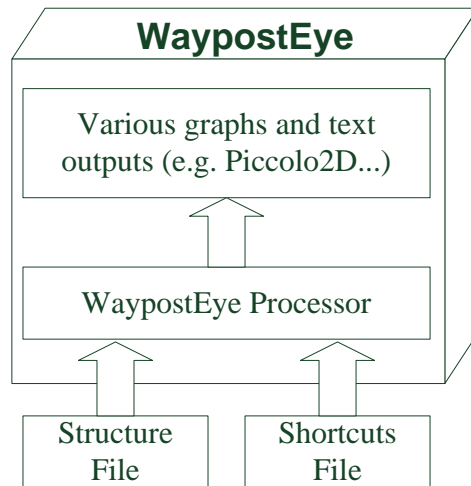 WaypostEye
Various graphs and text
outputs (e.g. Piccolo2D...)
WaypostEye Processor
Structure
File
Shortcuts
File